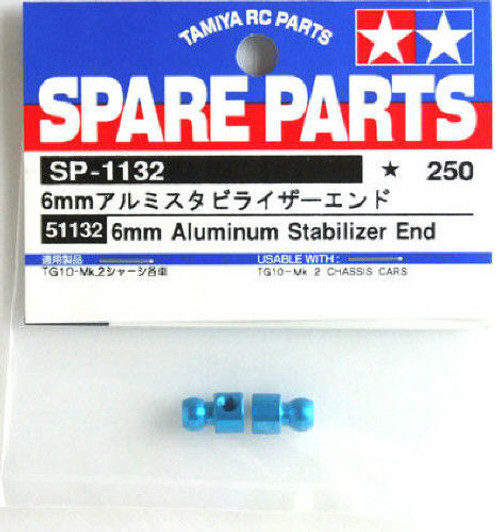 TAMIYA RC PARTS
SPARE PARTS
SP-1132 ★ 250
6mmアルミスタビライザーエンド
51132 6mm Aluminum Stabilizer End
適用製品 USABLE WITH:
TG10-Mk.2シャーシ各車 TG10-Mk 2 CHASSIS CARS